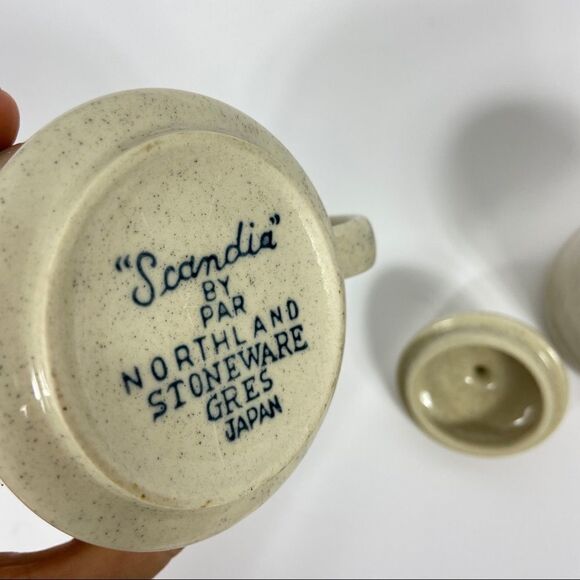 "Scandia"
BY
PAR
NORTHLAND
STONEWARE
GRES
JAPAN